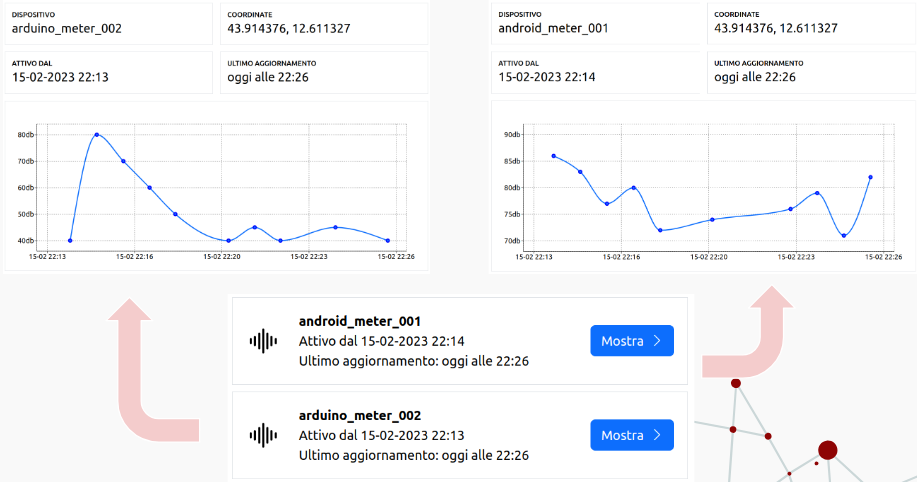 DISPOSITIVO
arduino_meter_002
COORDINATE
43.914376, 12.611327
ATTIVO DAL
15-02-2023 22:13
ULTIMO AGGIORNAMENTO
oggi alle 22:26
80db
70db
60db
50db
40db
15-02 22:13
15-02 22:16
15-02 22:20
15-02 22:23
15-02 22:26
DISPOSITIVO
android_meter_001
COORDINATE
43.914376, 12.611327
ATTIVO DAL
15-02-2023 22:14
ULTIMO AGGIORNAMENTO
oggi alle 22:26
90db
85db
80db
75db
70db
15-02 22:13
15-02 22:16
15-02 22:20
15-02 22:23
15-02 22:26
android_meter_001
Attivo dal 15-02-2023 22:14
Ultimo aggiornamento: oggi alle 22:26
Mostra
arduino_meter_002
Attivo dal 15-02-2023 22:13
Ultimo aggiornamento: oggi alle 22:26
Mostra